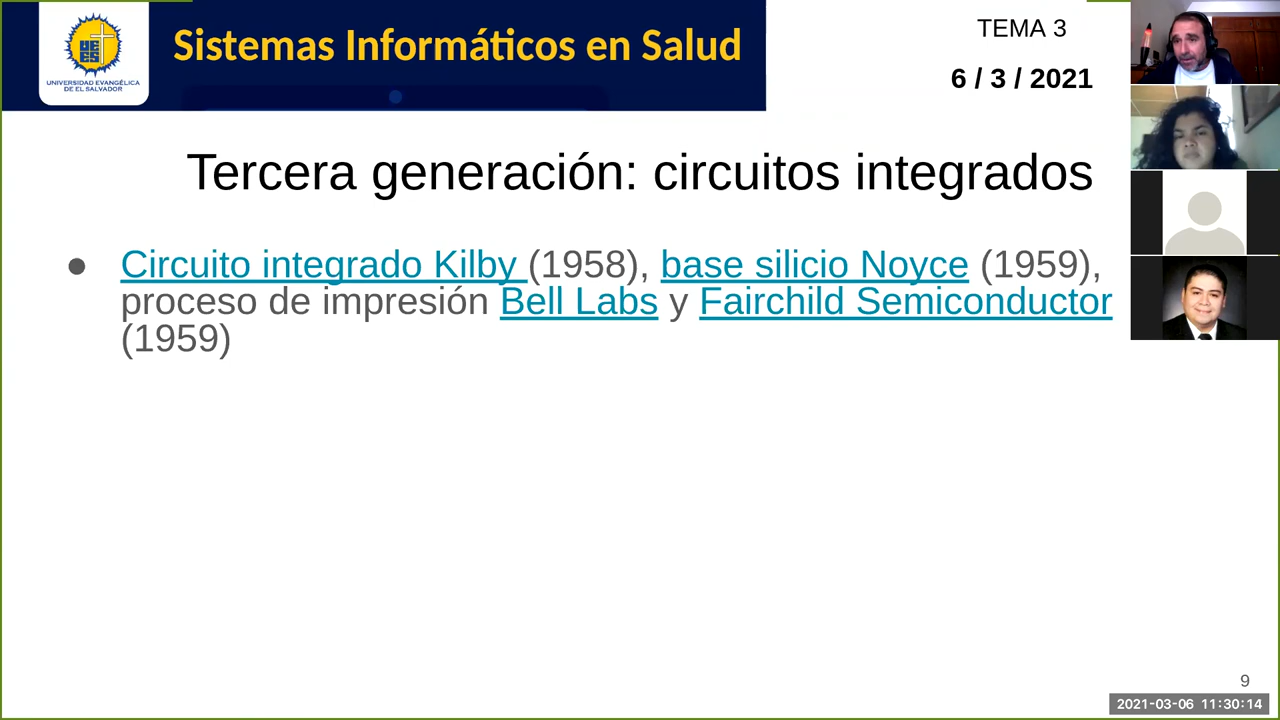 UNIVERSIDAD EVANGÉLICA
DE EL SALVADOR
Sistemas Informáticos en Salud
TEMA 3
6 / 3 / 2021
Tercera generación: circuitos integrados
● Circuito integrado Kilby (1958), base silicio Noyce (1959),
proceso de impresión Bell Labs y Fairchild Semiconductor
(1959)
9
2021-03-06 11:30:14